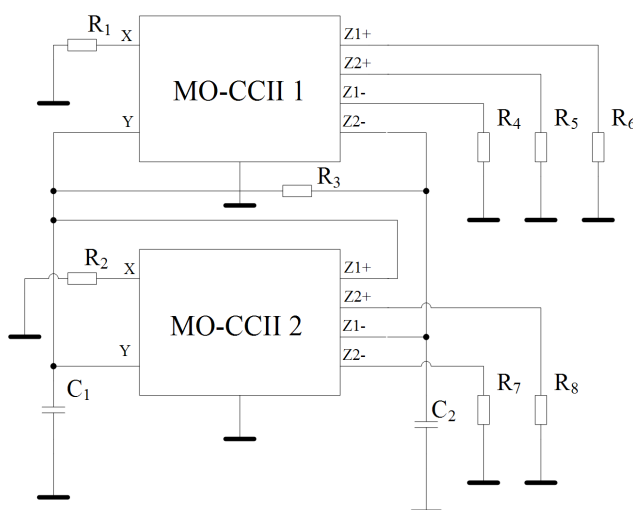 R1
X
Y
MO-CCII 1
Z1+
Z2+
Z1-
Z2-
R4
R5
R6
R3
R2
X
Y
MO-CCII 2
Z1+
Z2+
Z1-
Z2-
C1
C2
R7
R8